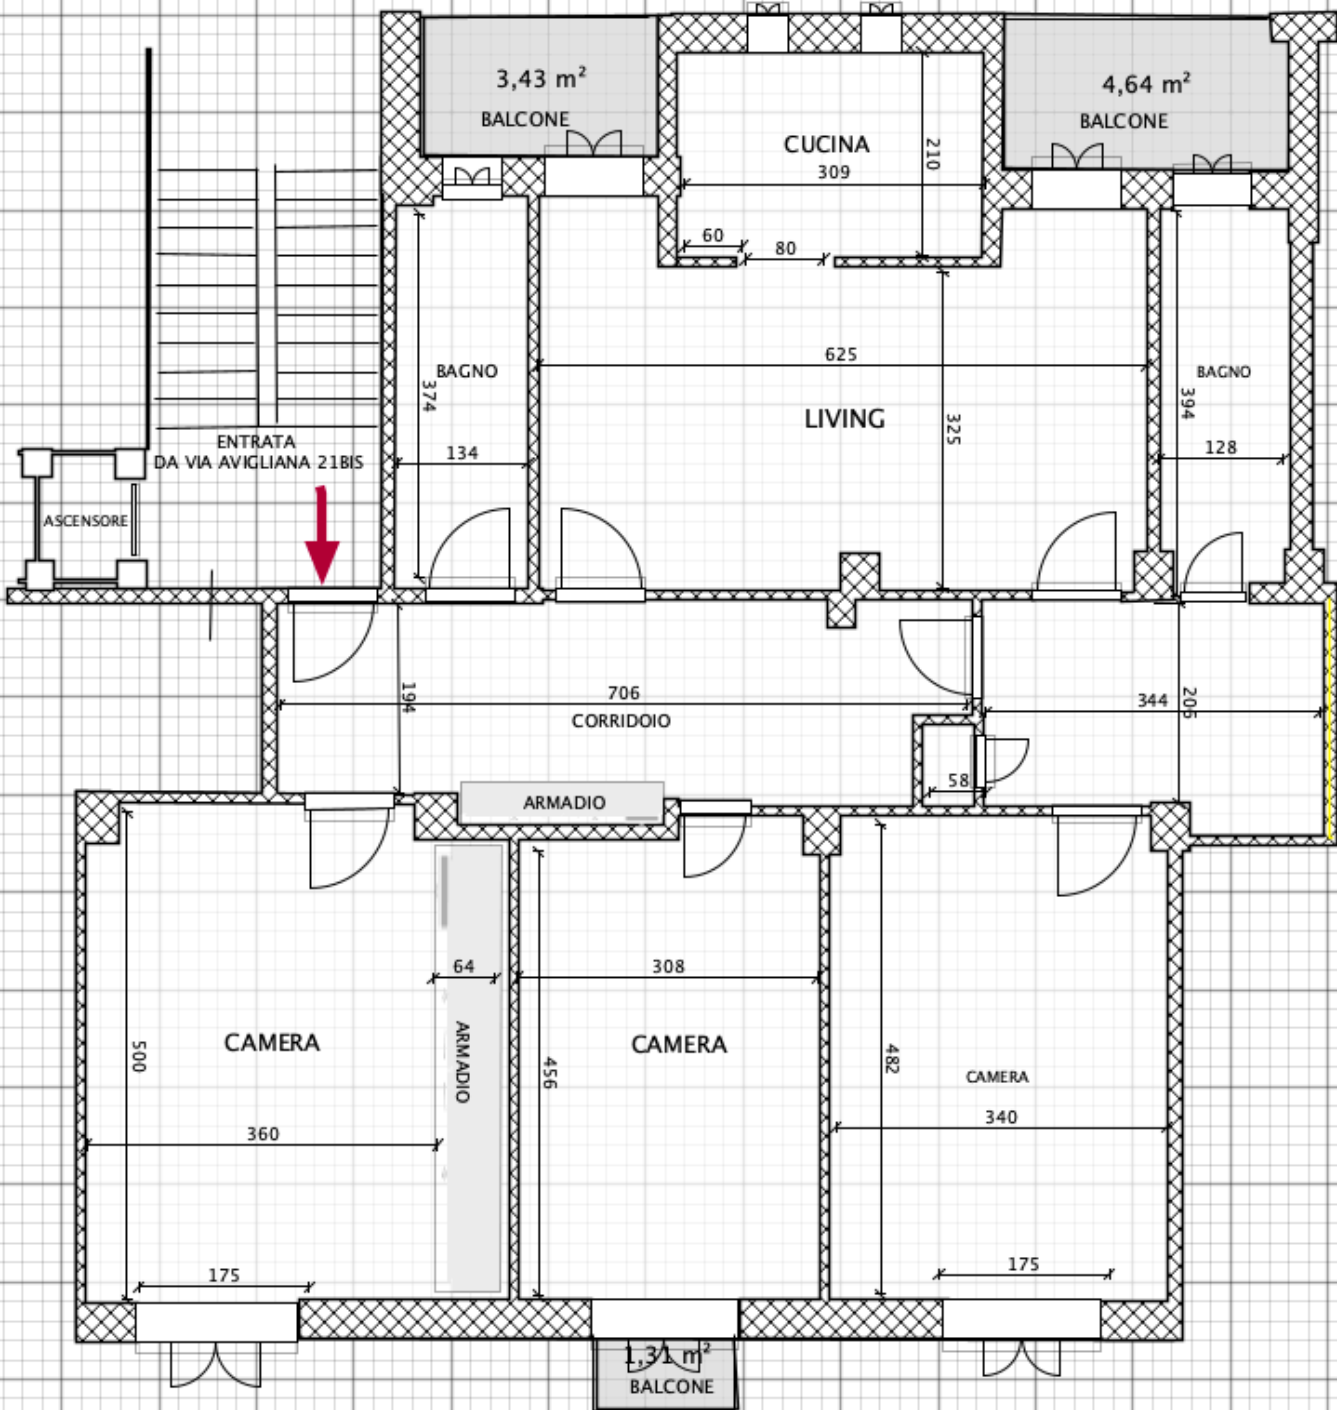 3,43 m²
BALCONE
4,64 m²
BALCONE
CUCINA
309
210
60
80
625
BAGNO
374
134
LIVING
325
BAGNO
394
128
ENTRATA
DA VIA AVIGLIANA 21BIS
ASCENSORE
194
706
CORRIDOIO
344
206
58
ARMADIO
64
308
CAMERA
500
ARMADIO
CAMERA
456
482
CAMERA
360
340
175
175
1,31 m²
BALCONE